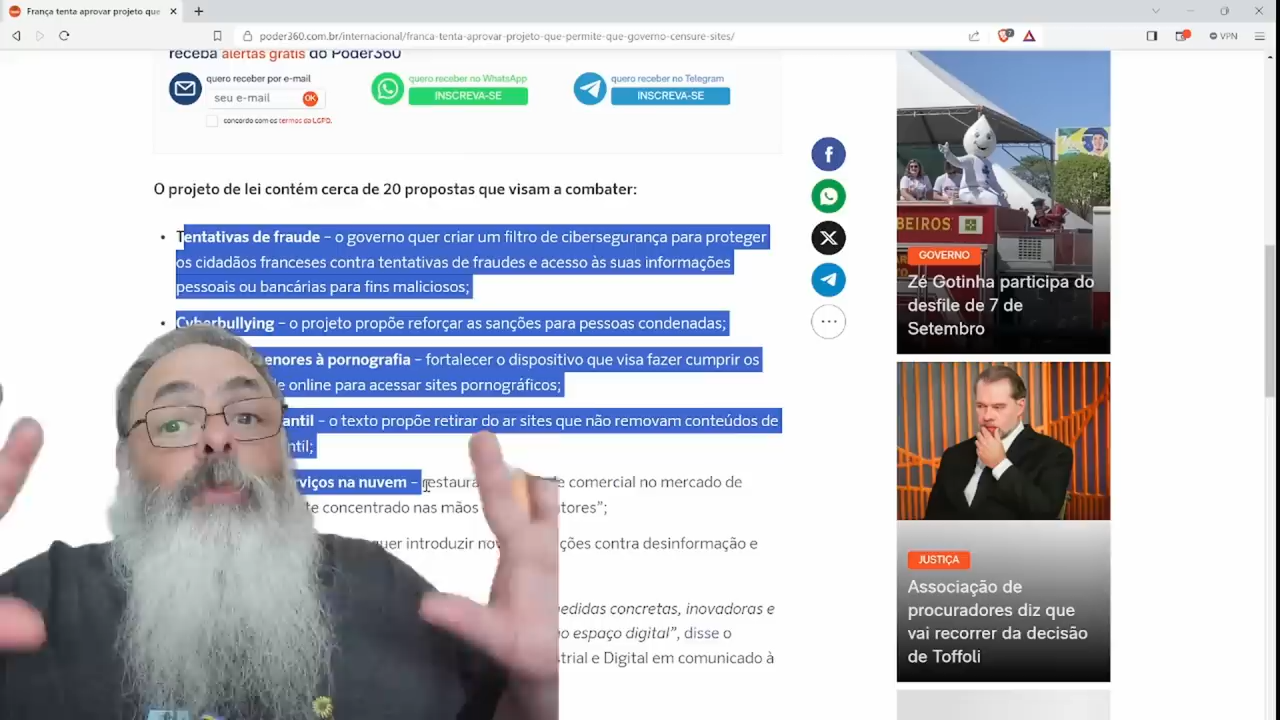 França tenta aprovar projeto que
poder360.com.br/internacional/franca-tenta-aprovar-projeto-que-permite-que-governo-censure-sites/
VPN
receba alertas grátis do Poder360
quero receber por e-mail
seu e-mail OK
concordo com os termos da LGPD.
quero receber no WhatsApp
INSCREVA-SE
quero receber no Telegram
INSCREVA-SE
O projeto de lei contém cerca de 20 propostas que visam a combater:
• Tentativas de fraude – o governo quer criar um filtro de cibersegurança para proteger
os cidadãos franceses contra tentativas de fraudes e acesso às suas informações
pessoais ou bancárias para fins maliciosos;
• Cyberbullying – o projeto propõe reforçar as sanções para pessoas condenadas;
enores à pornografia – fortalecer o dispositivo que visa fazer cumprir os
e online para acessar sites pornográficos;
antil – o texto propõe retirar do ar sites que não removam conteúdos de
ntil;
rviços na nuvem – restaura comercial no mercado de
te concentrado nas mãos tores”;
quer introduzir nov ções contra desinformação e
edidas concretas, inovadoras e
o espaço digital”, disse o
strial e Digital em comunicado à
BEIROS
GOVERNO
Zé Gotinha participa do
desfile de 7 de
Setembro
JUSTIÇA
Associação de
procuradores diz que
vai recorrer da decisão
de Toffoli